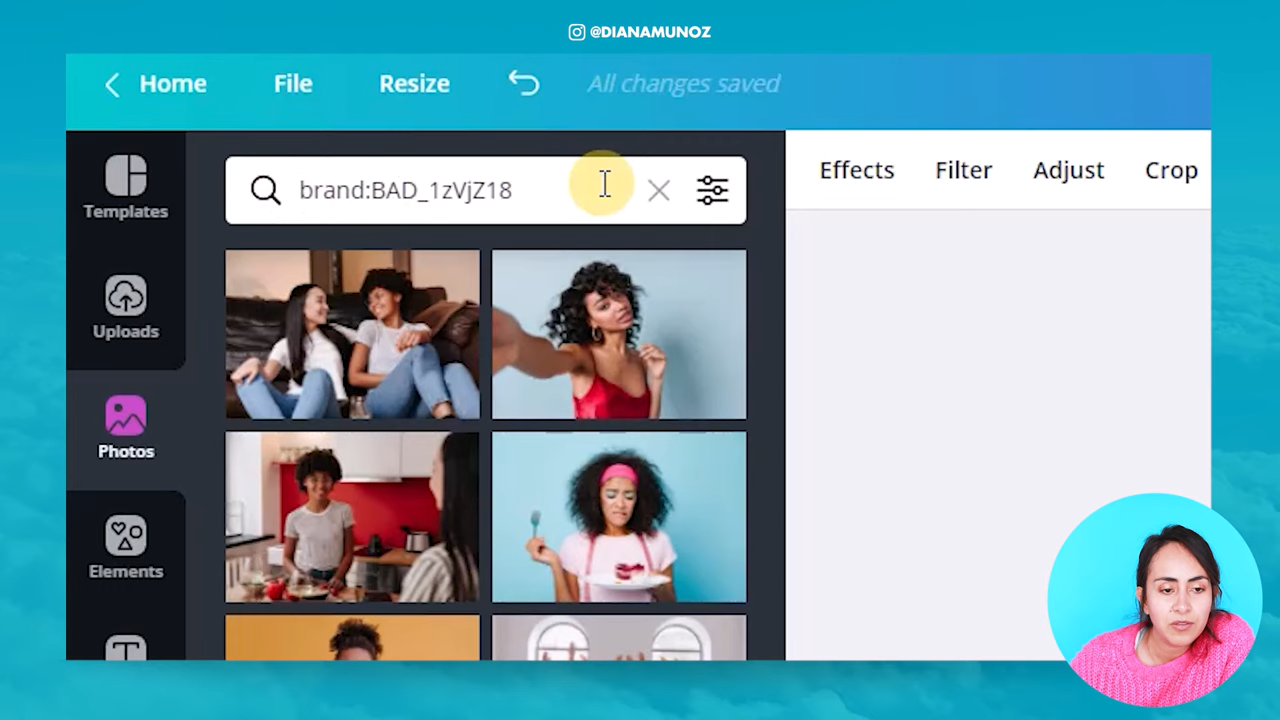 @DIANAMUNOZ
Home File Resize All changes saved
brand:BAD_1zVjZ18
Effects Filter Adjust Crop
Templates
Uploads
Photos
Elements